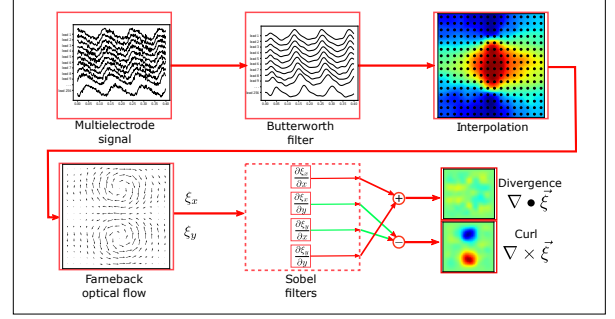 Multielectrode
signal
Butterworth
filter
Interpolation
Farneback
optical flow
ξx
ξy
∂ξx
∂x
∂ξx
∂y
∂ξy
∂x
∂ξy
∂y
Sobel
filters
+
−
Divergence
∇ • ξ⃗
Curl
∇ × ξ⃗